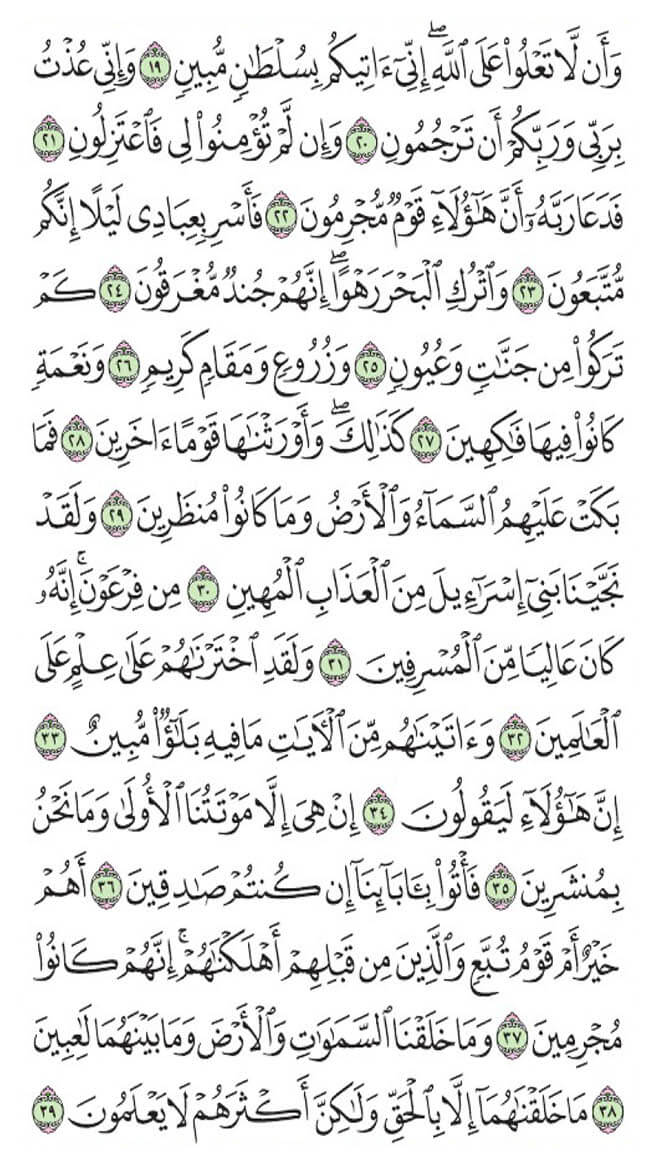 وَأَن لَّا تَعْلُوا۟ عَلَى ٱللَّهِ ۖ إِنِّىٓ ءَاتِيكُم بِسُلْطَـٰنٍ مُّبِينٍ ١٩ وَإِنِّى عُذْتُ
بِرَبِّى وَرَبِّكُمْ أَن تَرْجُمُونِ ٢٠ وَإِن لَّمْ تُؤْمِنُوا۟ لِى فَٱعْتَزِلُونِ ٢١
فَدَعَا رَبَّهُۥٓ أَنَّ هَـٰٓؤُلَآءِ قَوْمٌ مُّجْرِمُونَ ٢٢ فَأَسْرِ بِعِبَادِى لَيْلًا إِنَّكُم
مُّتَّبَعُونَ ٢٣ وَٱتْرُكِ ٱلْبَحْرَ رَهْوًا ۖ إِنَّهُمْ جُندٌ مُّغْرَقُونَ ٢٤ كَمْ
تَرَكُوا۟ مِن جَنَّـٰتٍ وَعُيُونٍ ٢٥ وَزُرُوعٍ وَمَقَامٍ كَرِيمٍ ٢٦ وَنَعْمَةٍ
كَانُوا۟ فِيهَا فَـٰكِهِينَ ٢٧ كَذَٰلِكَ ۖ وَأَوْرَثْنَـٰهَا قَوْمًا ءَاخَرِينَ ٢٨ فَمَا
بَكَتْ عَلَيْهِمُ ٱلسَّمَآءُ وَٱلْأَرْضُ وَمَا كَانُوا۟ مُنظَرِينَ ٢٩ وَلَقَدْ
نَجَّيْنَا بَنِىٓ إِسْرَٰٓءِيلَ مِنَ ٱلْعَذَابِ ٱلْمُهِينِ ٣٠ مِن فِرْعَوْنَ ۚ إِنَّهُۥ
كَانَ عَالِيًا مِّنَ ٱلْمُسْرِفِينَ ٣١ وَلَقَدِ ٱخْتَرْنَـٰهُمْ عَلَىٰ عِلْمٍ عَلَى
ٱلْعَـٰلَمِينَ ٣٢ وَءَاتَيْنَـٰهُم مِّنَ ٱلْـَٔايَـٰتِ مَا فِيهِ بَلَـٰٓؤٌا۟ مُّبِينٌ ٣٣
إِنَّ هَـٰٓؤُلَآءِ لَيَقُولُونَ ٣٤ إِنْ هِىَ إِلَّا مَوْتَتُنَا ٱلْأُولَىٰ وَمَا نَحْنُ
بِمُنشَرِينَ ٣٥ فَأْتُوا۟ بِـَٔابَآئِنَآ إِن كُنتُمْ صَـٰدِقِينَ ٣٦ أَهُمْ
خَيْرٌ أَمْ قَوْمُ تُبَّعٍ وَٱلَّذِينَ مِن قَبْلِهِمْ ۚ أَهْلَكْنَـٰهُمْ ۖ إِنَّهُمْ كَانُوا۟
مُجْرِمِينَ ٣٧ وَمَا خَلَقْنَا ٱلسَّمَـٰوَٰتِ وَٱلْأَرْضَ وَمَا بَيْنَهُمَا لَـٰعِبِينَ
٣٨ مَا خَلَقْنَـٰهُمَآ إِلَّا بِٱلْحَقِّ وَلَـٰكِنَّ أَكْثَرَهُمْ لَا يَعْلَمُونَ ٣٩